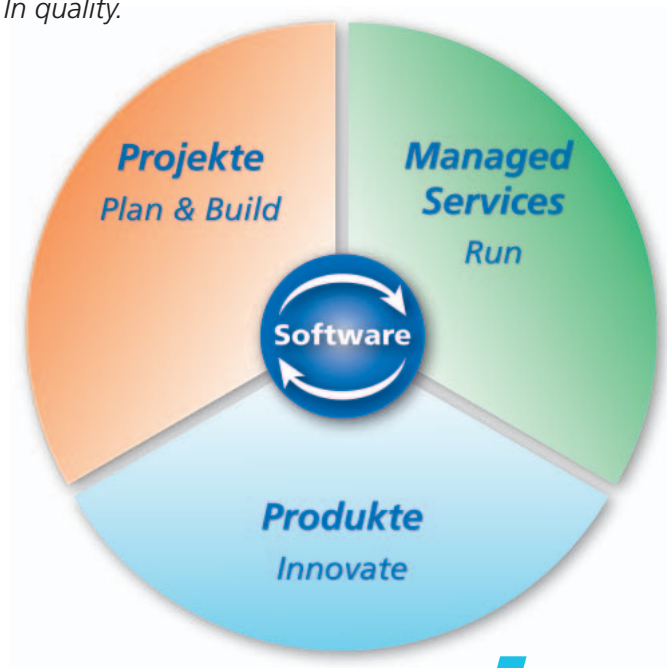 In quality.
Projekte
Plan & Build
Managed
Services
Run
Software
Produkte
Innovate